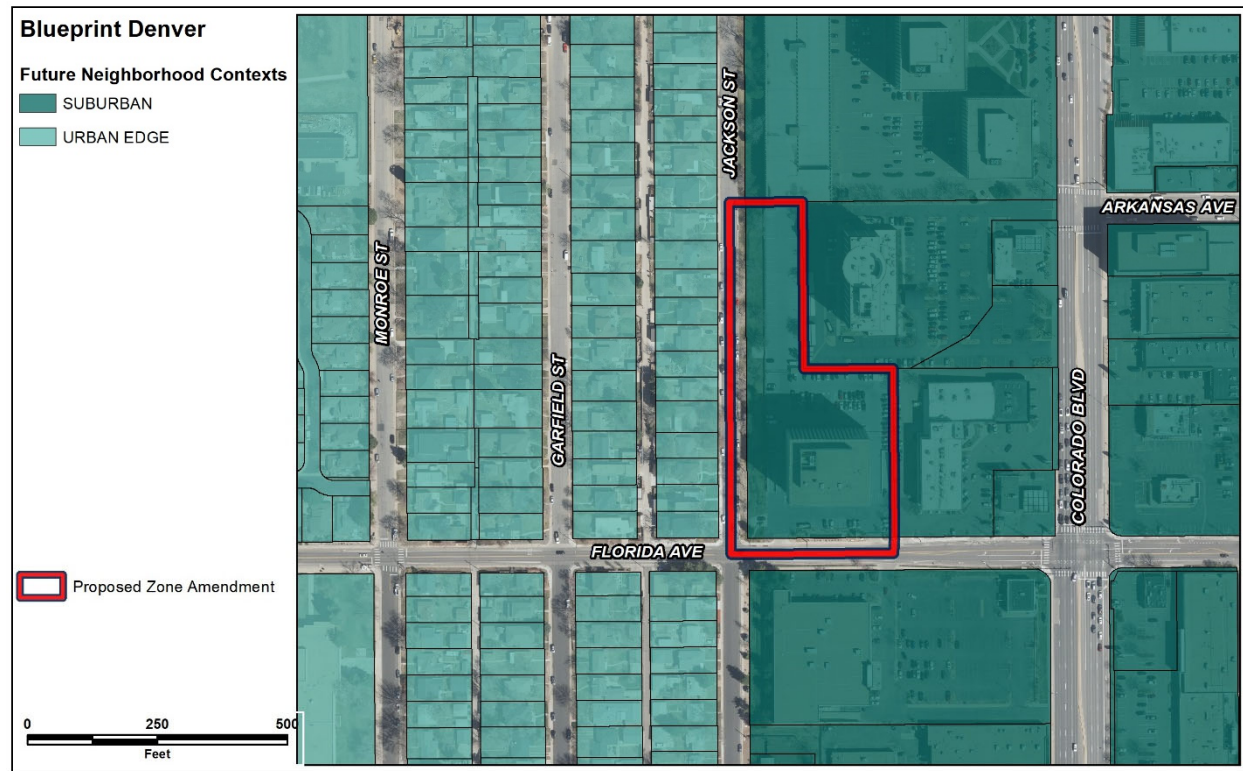 Blueprint Denver
Future Neighborhood Contexts
SUBURBAN
URBAN EDGE
Proposed Zone Amendment
0 250 500
Feet
MONROE ST
GARFIELD ST
JACKSON ST
ARKANSAS AVE
COLORADO BLVD
FLORIDA AVE